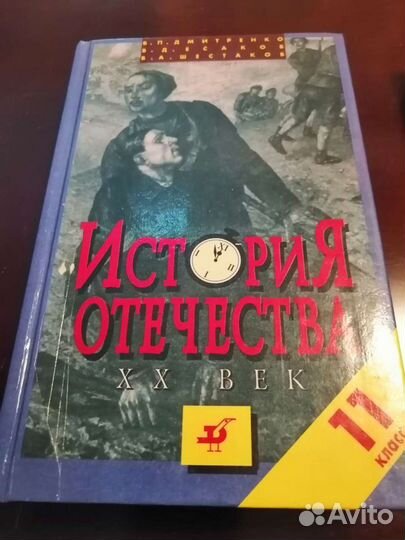 В.П.ДМИТРЕНКО
В.Д.ЕСАКОВ
В.А.ШЕСТАКОВ
ИСТОРИЯ
ОТЕЧЕСТВА
XX ВЕК
11
класс
Avito